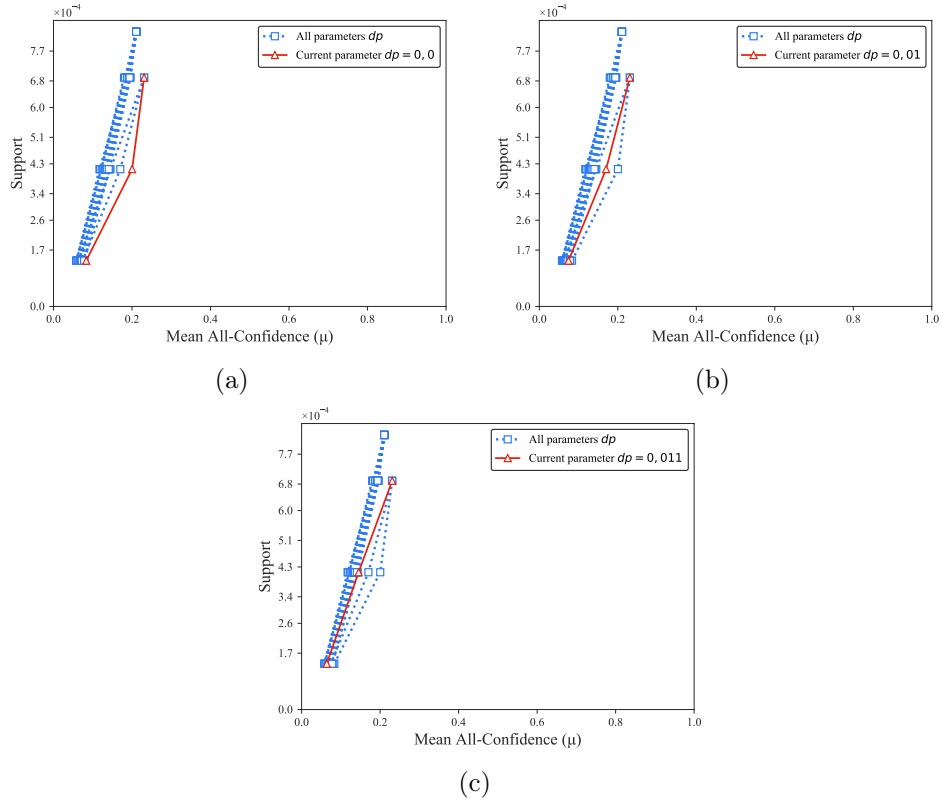 ×10⁻⁴
All parameters dp
Current parameter dp = 0, 0
7.7
6.8
6.0
5.1
4.3
3.4
2.6
1.7
0.0
Support
0.0 0.2 0.4 0.6 0.8 1.0
Mean All-Confidence (μ)
(a)
×10⁻⁴
All parameters dp
Current parameter dp = 0, 01
7.7
6.8
6.0
5.1
4.3
3.4
2.6
1.7
0.0
Support
0.0 0.2 0.4 0.6 0.8 1.0
Mean All-Confidence (μ)
(b)
×10⁻⁴
All parameters dp
Current parameter dp = 0, 011
7.7
6.8
6.0
5.1
4.3
3.4
2.6
1.7
0.0
Support
0.0 0.2 0.4 0.6 0.8 1.0
Mean All-Confidence (μ)
(c)